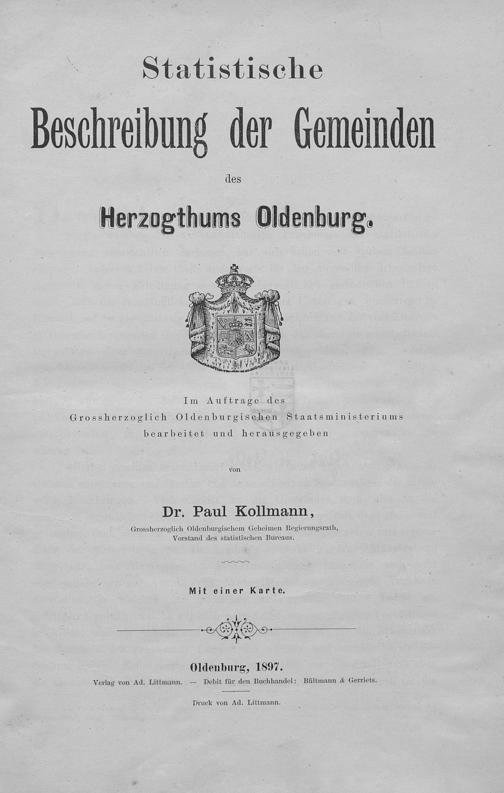 Statistische
Beschreibung der Gemeinden
des
Herzogthums Oldenburg.
Im Auftrage des
Grossherzoglich Oldenburgischen Staatsministeriums
bearbeitet und herausgegeben
von
Dr. Paul Kollmann,
Grossherzoglich Oldenburgischem Geheimen Regierungsrath,
Vorstand des statistischen Bureaus.
Mit einer Karte.
Oldenburg, 1897.
Verlag von Ad. Littmann. — Debit für den Buchhandel: Bültmann & Gerriets.
Druck von Ad. Littmann.